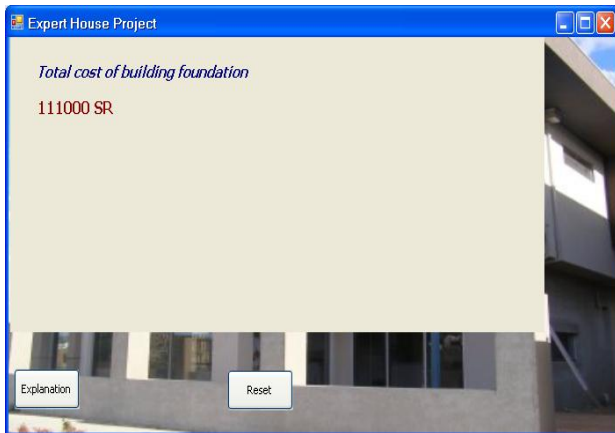 Expert House Project
Total cost of building foundation
111000 SR
Explanation
Reset